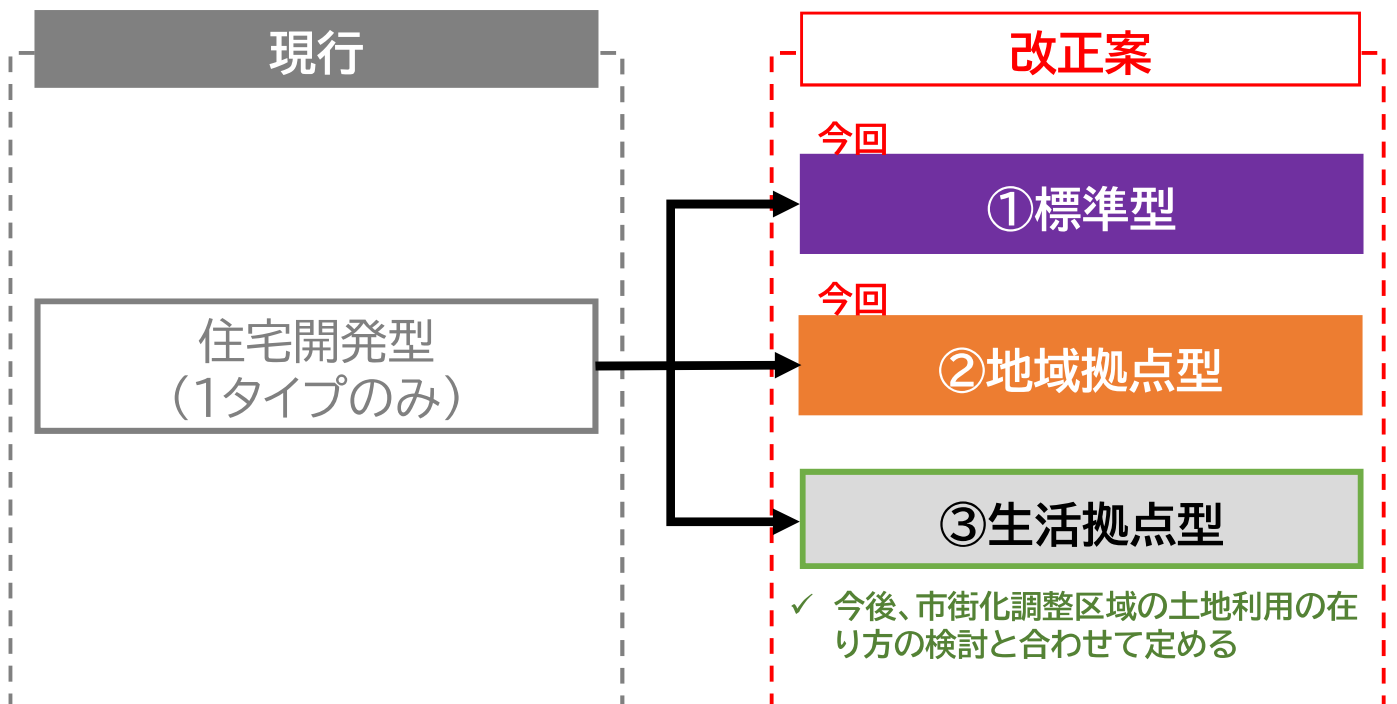 現行
住宅開発型
（1タイプのみ）
改正案
今回
①標準型
今回
②地域拠点型
③生活拠点型
✓ 今後、市街化調整区域の土地利用の在
り方の検討と合わせて定める